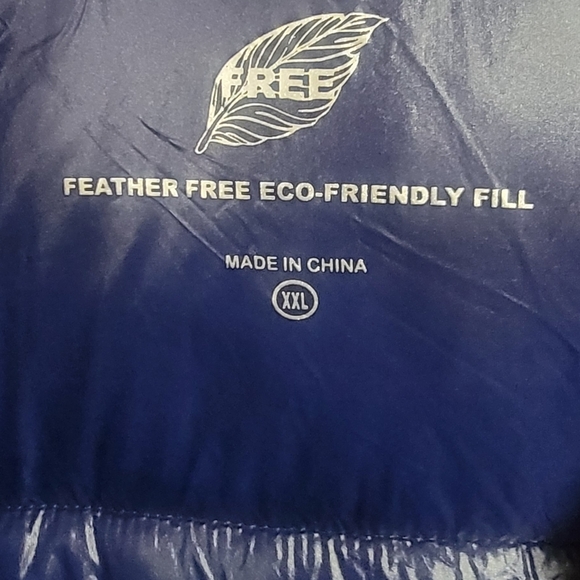 FREE
FEATHER FREE ECO-FRIENDLY FILL
MADE IN CHINA
XXL